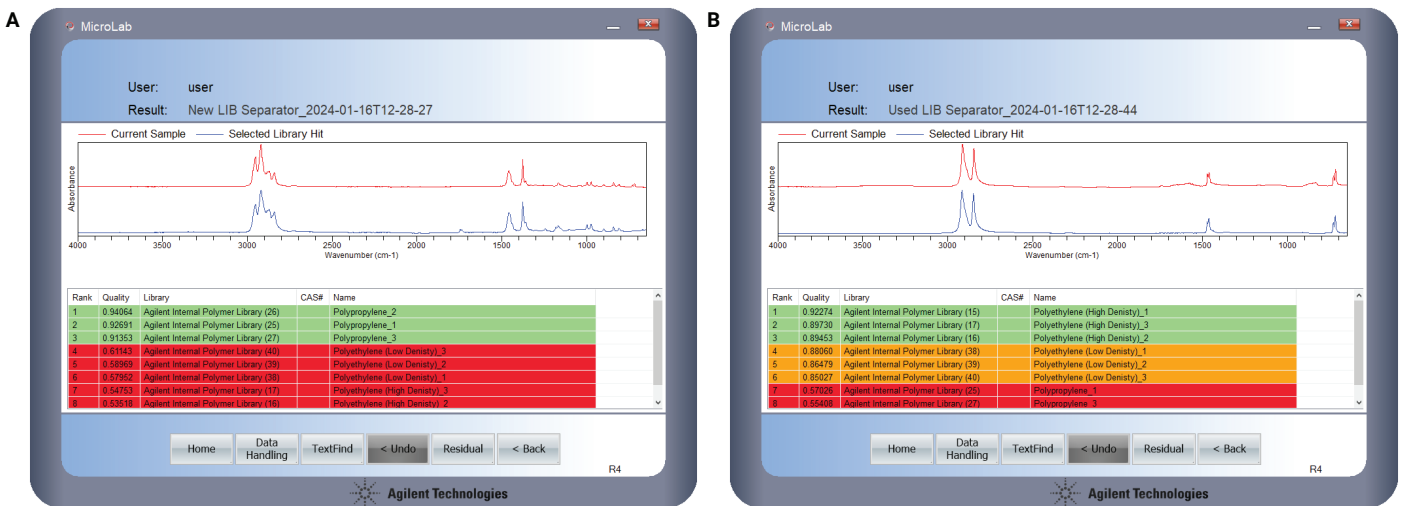 A
MicroLab
User: user
Result: New LIB Separator_2024-01-16T12-28-27
Current Sample Selected Library Hit
Absorbance
4000 3500 3000 2500 2000 1500 1000
Wavenumber (cm-1)
Rank Quality Library CAS# Name
1 0.94064 Agilent Internal Polymer Library (26) Polypropylene_2
2 0.92691 Agilent Internal Polymer Library (25) Polypropylene_1
3 0.91353 Agilent Internal Polymer Library (27) Polypropylene_3
4 0.61143 Agilent Internal Polymer Library (40) Polyethylene (Low Denisty)_3
5 0.58969 Agilent Internal Polymer Library (39) Polyethylene (Low Denisty)_2
6 0.57952 Agilent Internal Polymer Library (38) Polyethylene (Low Denisty)_1
7 0.54753 Agilent Internal Polymer Library (17) Polyethylene (High Denisty)_3
8 0.53518 Agilent Internal Polymer Library (16) Polyethylene (High Denisty)_2
Home Data Handling TextFind < Undo Residual < Back
R4
Agilent Technologies
B
MicroLab
User: user
Result: Used LIB Separator_2024-01-16T12-28-44
Current Sample Selected Library Hit
Absorbance
4000 3500 3000 2500 2000 1500 1000
Wavenumber (cm-1)
Rank Quality Library CAS# Name
1 0.92274 Agilent Internal Polymer Library (15) Polyethylene (High Denisty)_1
2 0.89730 Agilent Internal Polymer Library (17) Polyethylene (High Denisty)_3
3 0.89453 Agilent Internal Polymer Library (16) Polyethylene (High Denisty)_2
4 0.88060 Agilent Internal Polymer Library (38) Polyethylene (Low Denisty)_1
5 0.86479 Agilent Internal Polymer Library (39) Polyethylene (Low Denisty)_2
6 0.85027 Agilent Internal Polymer Library (40) Polyethylene (Low Denisty)_3
7 0.57026 Agilent Internal Polymer Library (25) Polypropylene_1
8 0.55408 Agilent Internal Polymer Library (27) Polypropylene_3
Home Data Handling TextFind < Undo Residual < Back
R4
Agilent Technologies